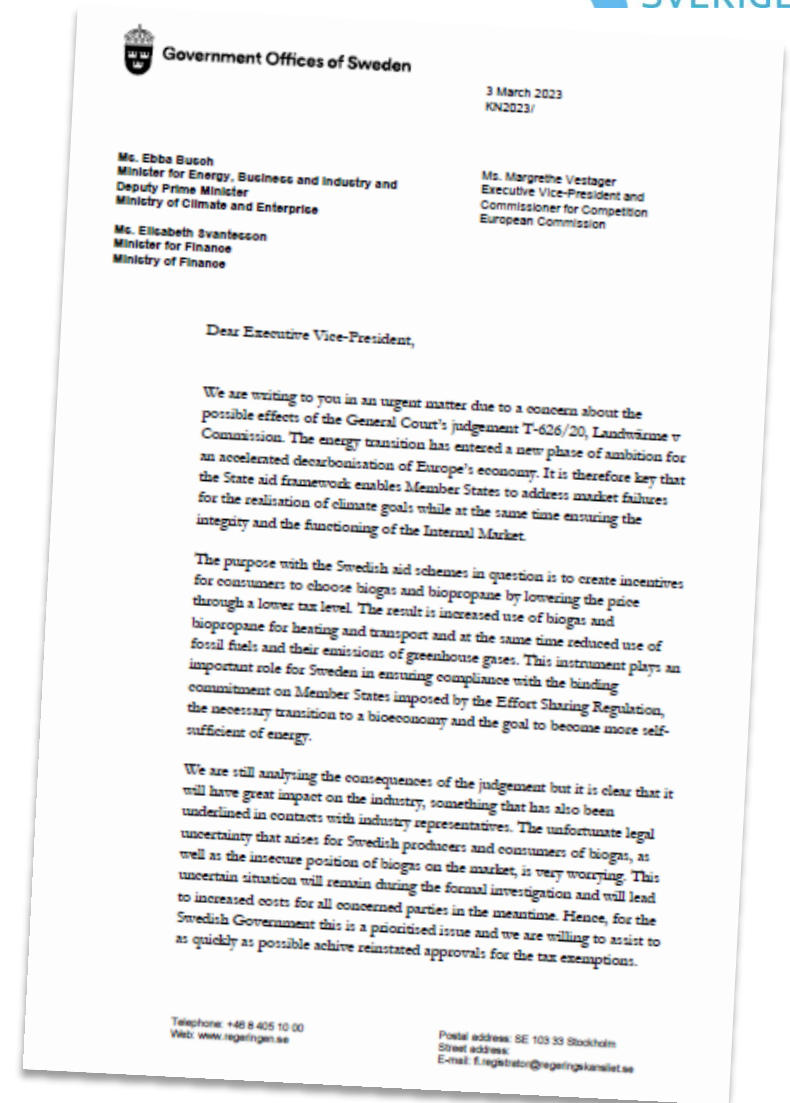 SVERIGE
Government Offices of Sweden
3 March 2023
KN2023/
Ms. Ebba Busch
Minister for Energy, Business and Industry and
Deputy Prime Minister
Ministry of Climate and Enterprise
Ms. Elisabeth Svantesson
Minister for Finance
Ministry of Finance
Ms. Margrethe Vestager
Executive Vice-President and
Commissioner for Competition
European Commission
Dear Executive Vice-President,
We are writing to you in an urgent matter due to a concern about the
possible effects of the General Court's judgement T-626/20, Landwärme v
Commission. The energy transition has entered a new phase of ambition for
an accelerated decarbonisation of Europe's economy. It is therefore key that
the State aid framework enables Member States to address market failures
for the realisation of climate goals while at the same time ensuring the
integrity and the functioning of the Internal Market.
The purpose with the Swedish aid schemes in question is to create incentives
for consumers to choose biogas and biopropane by lowering the price
through a lower tax level. The result is increased use of biogas and
biopropane for heating and transport and at the same time reduced use of
fossil fuels and their emissions of greenhouse gases. This instrument plays an
important role for Sweden in ensuring compliance with the binding
commitment on Member States imposed by the Effort Sharing Regulation,
the necessary transition to a bioeconomy and the goal to become more self-
sufficient of energy.
We are still analysing the consequences of the judgement but it is clear that it
will have great impact on the industry, something that has also been
underlined in contacts with industry representatives. The unfortunate legal
uncertainty that arises for Swedish producers and consumers of biogas, as
well as the insecure position of biogas on the market, is very worrying. This
uncertain situation will remain during the formal investigation and will lead
to increased costs for all concerned parties in the meantime. Hence, for the
Swedish Government this is a prioritised issue and we are willing to assist to
as quickly as possible achive reinstated approvals for the tax exemptions.
Telephone: +46 8 405 10 00
Web: www.regeringen.se
Postal address: SE 103 33 Stockholm
Street address:
E-mail: fi.registrator@regeringskansliet.se